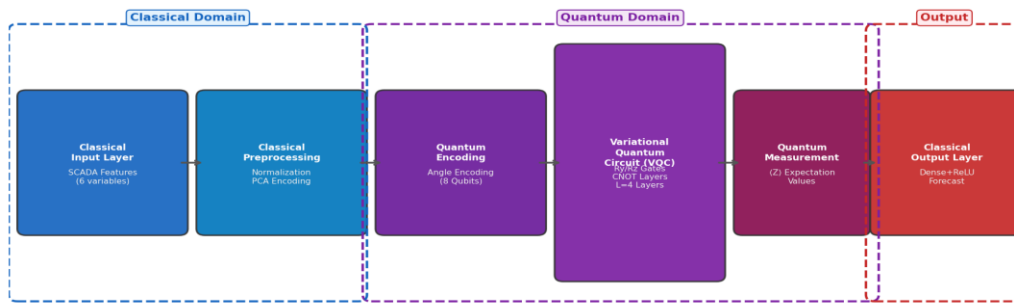 Classical Domain
Quantum Domain
Output
Classical
Input Layer
SCADA Features
(6 variables)
Classical
Preprocessing
Normalization
PCA Encoding
Quantum
Encoding
Angle Encoding
(8 Qubits)
Variational
Quantum
Circuit (VQC)
Ry/Rz Gates
CNOT Layers
L=4 Layers
Quantum
Measurement
⟨Z⟩ Expectation
Values
Classical
Output Layer
Dense+ReLU
Forecast